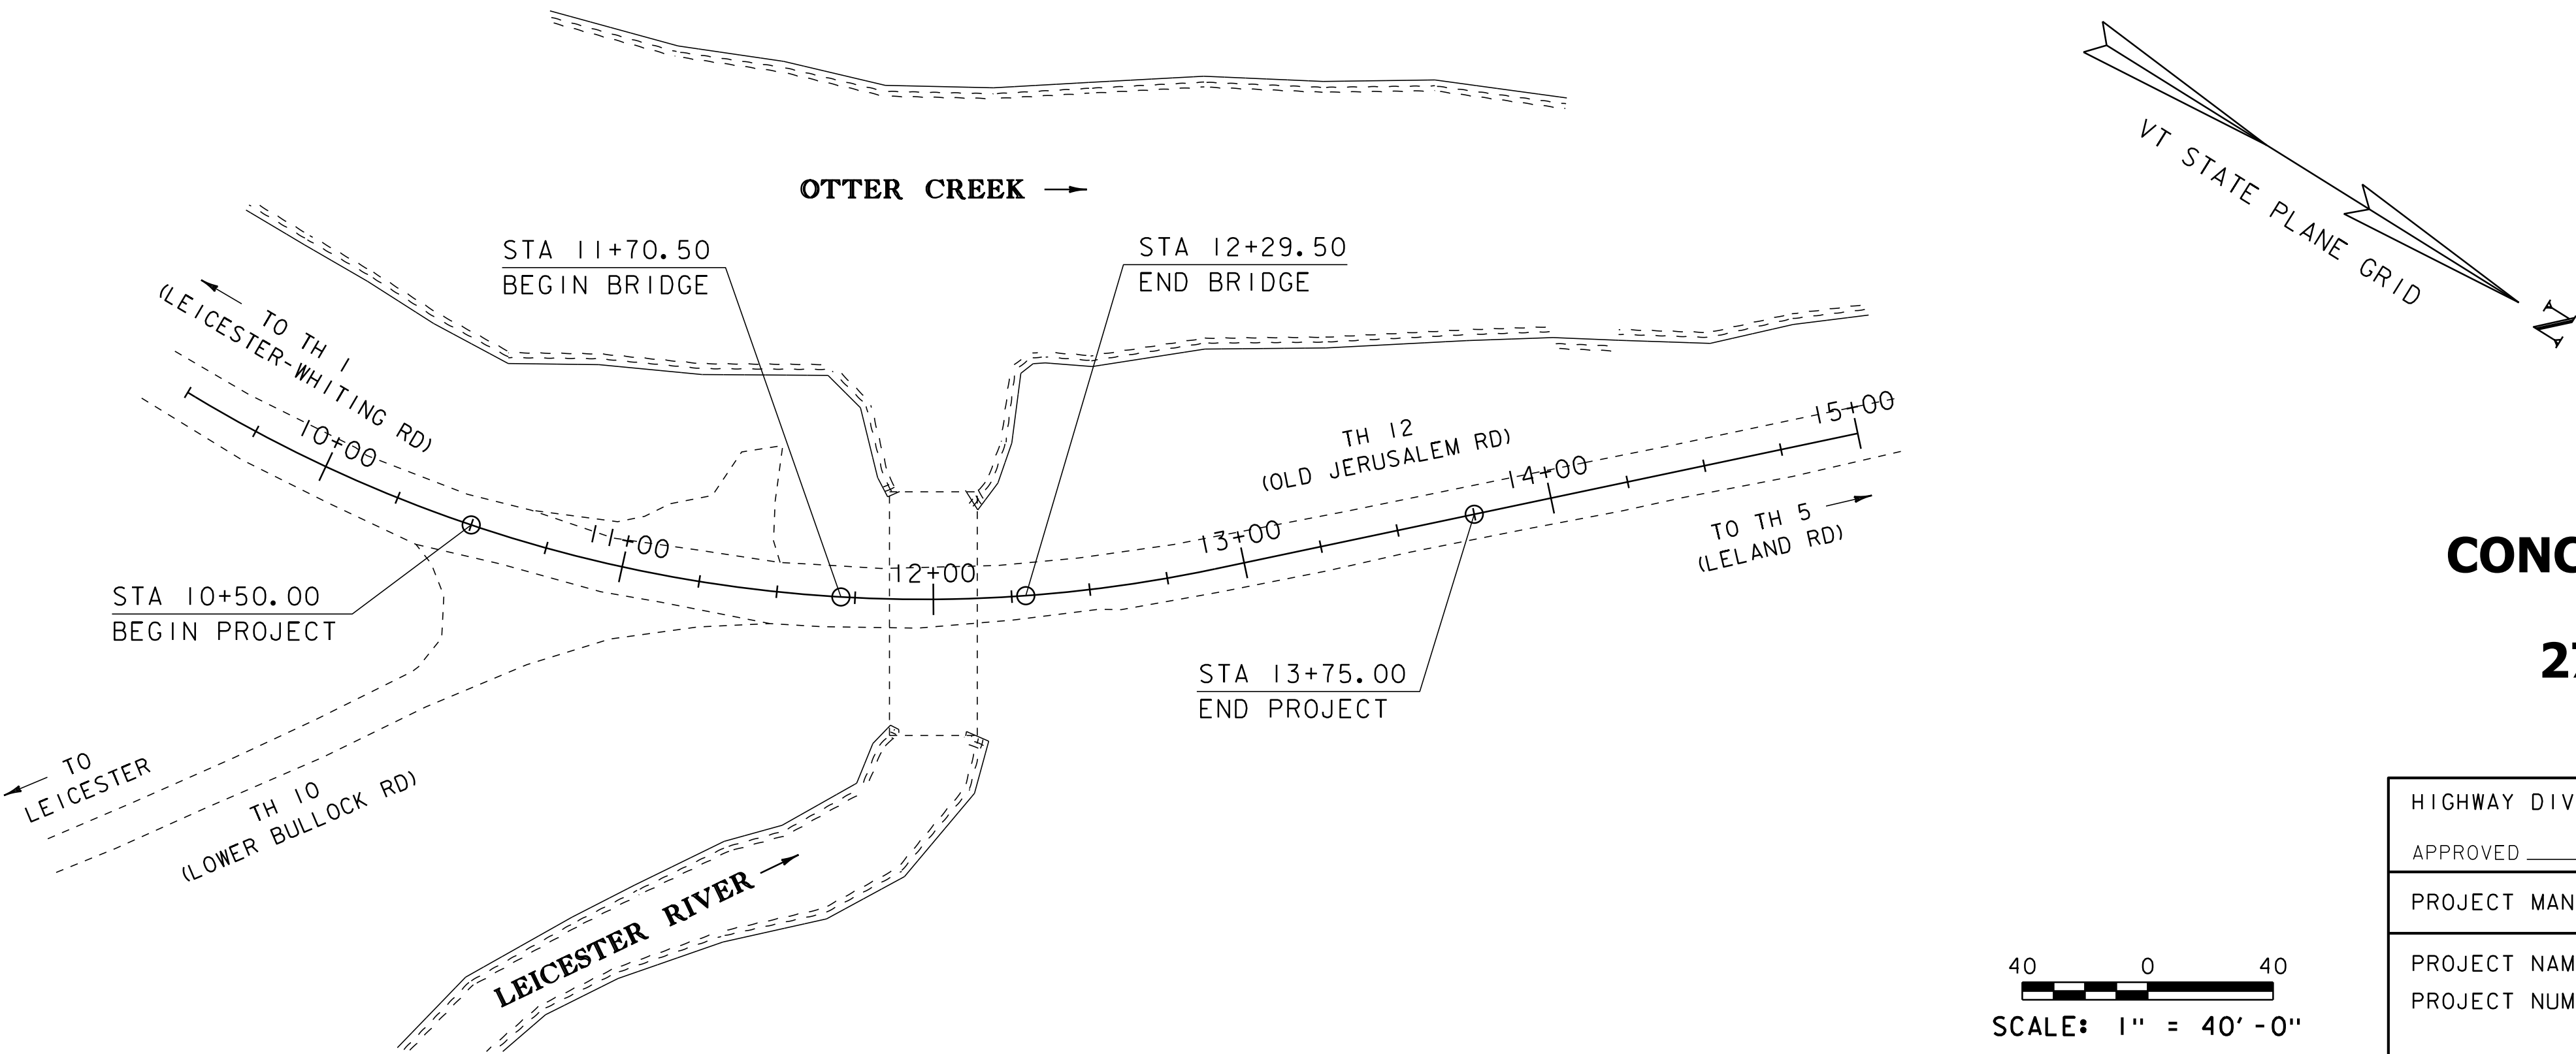 OTTER CREEK
VT STATE PLANE GRID
N
STA 11+70.50
BEGIN BRIDGE
STA 12+29.50
END BRIDGE
TO TH 1
(LEICESTER-WHITING RD)
10+00
11+00
12+00
13+00
14+00
15+00
TH 12
(OLD JERUSALEM RD)
TO TH 5
(LELAND RD)
STA 10+50.00
BEGIN PROJECT
STA 13+75.00
END PROJECT
TO
LEICESTER
TH 10
(LOWER BULLOCK RD)
LEICESTER RIVER
40 0 40
SCALE: 1" = 40'-0"
CONC
HIGHWAY DIV
APPROVED
PROJECT MAN
PROJECT NAM
PROJECT NUM